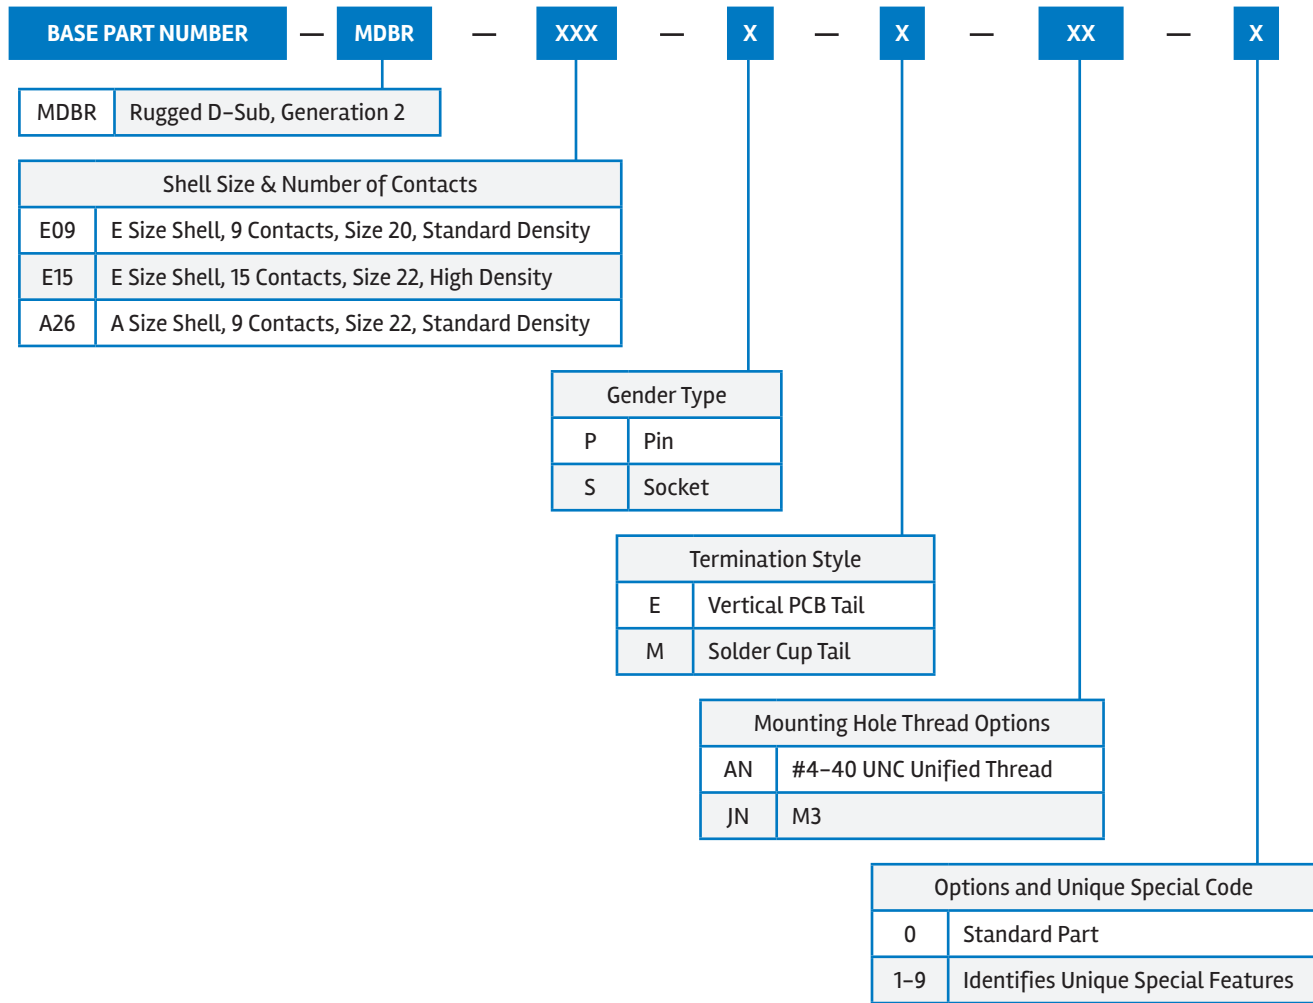 BASE PART NUMBER — MDBR — XXX — X — X — XX — X
MDBR Rugged D-Sub, Generation 2
Shell Size & Number of Contacts
E09 E Size Shell, 9 Contacts, Size 20, Standard Density
E15 E Size Shell, 15 Contacts, Size 22, High Density
A26 A Size Shell, 9 Contacts, Size 22, Standard Density
Gender Type
P Pin
S Socket
Termination Style
E Vertical PCB Tail
M Solder Cup Tail
Mounting Hole Thread Options
AN #4-40 UNC Unified Thread
JN M3
Options and Unique Special Code
0 Standard Part
1-9 Identifies Unique Special Features